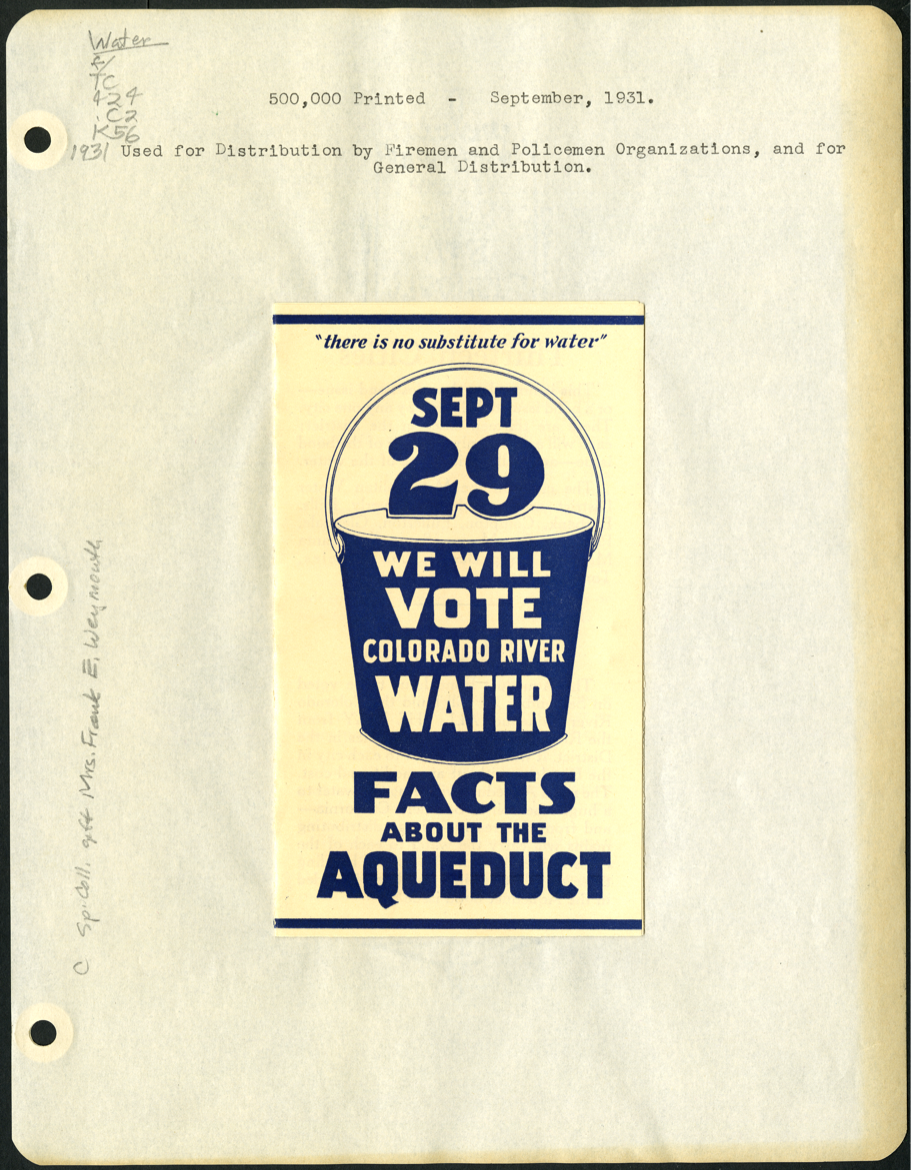 Water
f/
TC
424
.C2
K56
1931
500,000 Printed - September, 1931.
Used for Distribution by Firemen and Policemen Organizations, and for
General Distribution.
"there is no substitute for water"
SEPT
29
WE WILL
VOTE
COLORADO RIVER
WATER
FACTS
ABOUT THE
AQUEDUCT
C Sp. Coll. gift Mrs. Frank E. Weymouth